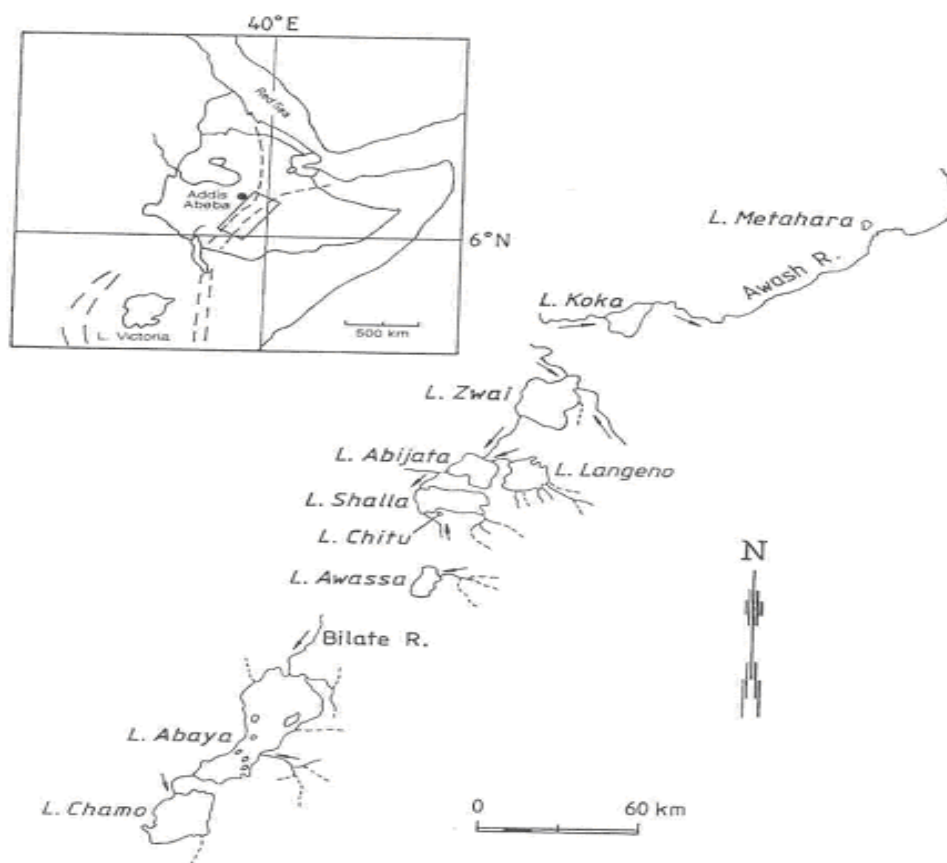 40°E
Red Sea
Addis
Ababa
6°N
L. Victoria
500 km
L. Metahara
Awash R.
L. Koka
L. Zwai
L. Abijata
L. Langeno
L. Shalla
L. Chitu
N
L. Awassa
Bilate R.
L. Abaya
L. Chamo
0 60 km